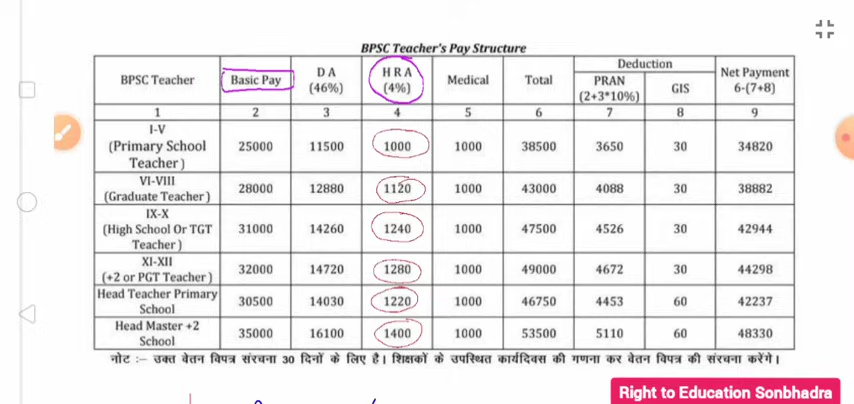 BPSC Teacher's Pay Structure
BPSC Teacher Basic Pay D A (46%) H R A (4%) Medical Total Deduction PRAN (2+3*10%) GIS Net Payment 6-(7+8)
1 2 3 4 5 6 7 8 9
I-V (Primary School Teacher) 25000 11500 1000 1000 38500 3650 30 34820
VI-VIII (Graduate Teacher) 28000 12880 1120 1000 43000 4088 30 38882
IX-X (High School Or TGT Teacher) 31000 14260 1240 1000 47500 4526 30 42944
XI-XII (+2 or PGT Teacher) 32000 14720 1280 1000 49000 4672 30 44298
Head Teacher Primary School 30500 14030 1220 1000 46750 4453 60 42237
Head Master +2 School 35000 16100 1400 1000 53500 5110 60 48330
नोट :– उक्त वेतन विपत्र संरचना 30 दिनों के लिए है। शिक्षकों के उपस्थित कार्यदिवस की गणना कर वेतन विपत्र की संरचना करेंगे।
Right to Education Sonbhadra